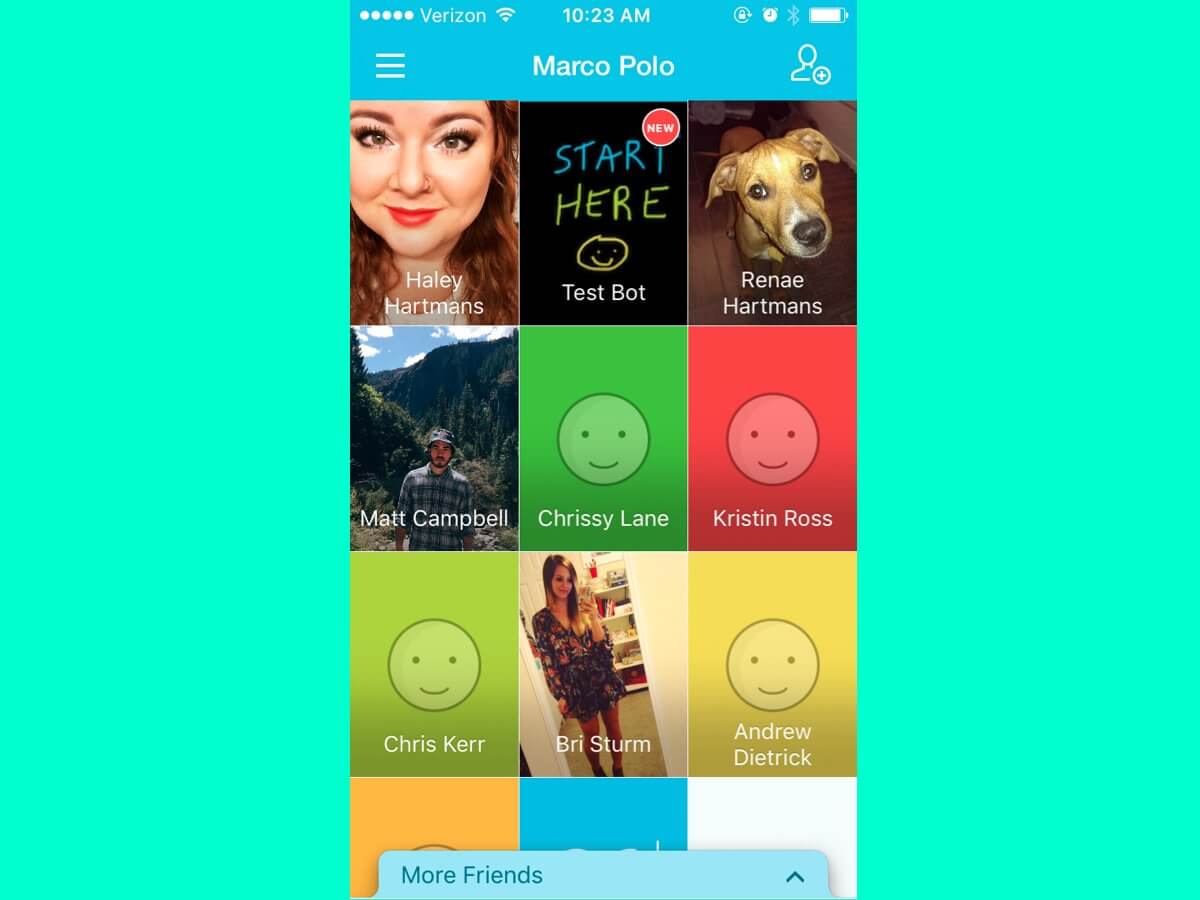 Verizon 10:23 AM
Marco Polo
NEW
START
HERE
Haley
Hartmans
Test Bot
Renae
Hartmans
Matt Campbell
Chrissy Lane
Kristin Ross
Chris Kerr
Bri Sturm
Andrew
Dietrick
More Friends